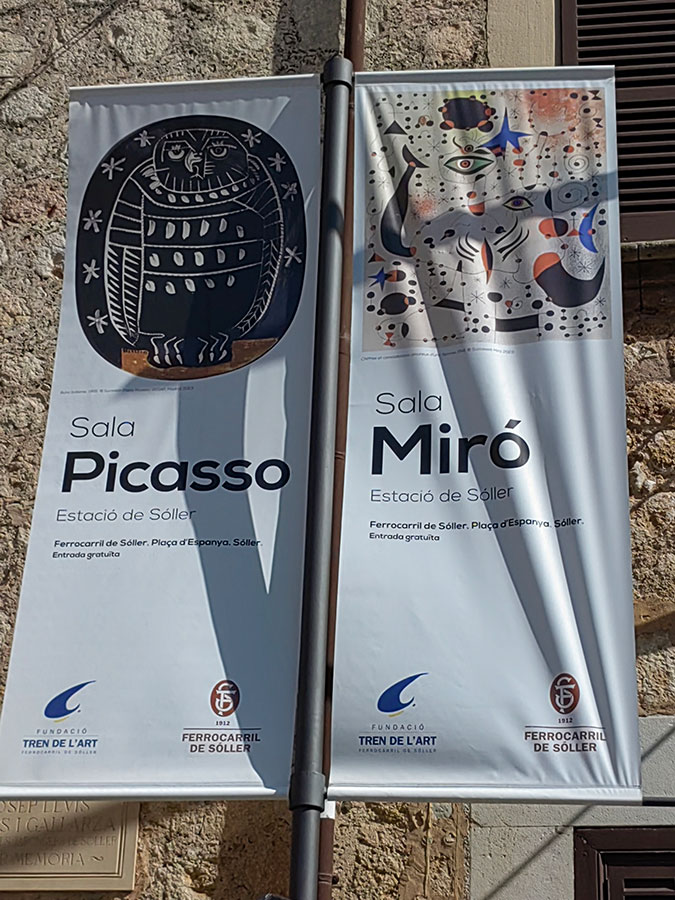 Sala
Picasso
Estació de Sóller
Ferrocarril de Sóller. Plaça d'Espanya. Sóller.
Entrada gratuïta
FUNDACIÓ
TREN DE L'ART
FERROCARRIL DE SÓLLER
1912
FERROCARRIL
DE SÓLLER
Sala
Miró
Estació de Sóller
Ferrocarril de Sóller. Plaça d'Espanya. Sóller.
Entrada gratuïta
FUNDACIÓ
TREN DE L'ART
FERROCARRIL DE SÓLLER
1912
FERROCARRIL
DE SÓLLER
I GALLARZA
MEMÒRIA